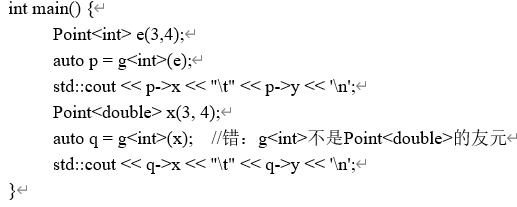 int main() {
Point<int> e(3,4);
auto p = g<int>(e);
std::cout << p->x << "\t" << p->y << '\n';
Point<double> x(3, 4);
auto q = g<int>(x);    //错：g<int>不是Point<double>的友元
std::cout << q->x << "\t" << q->y << '\n';
}